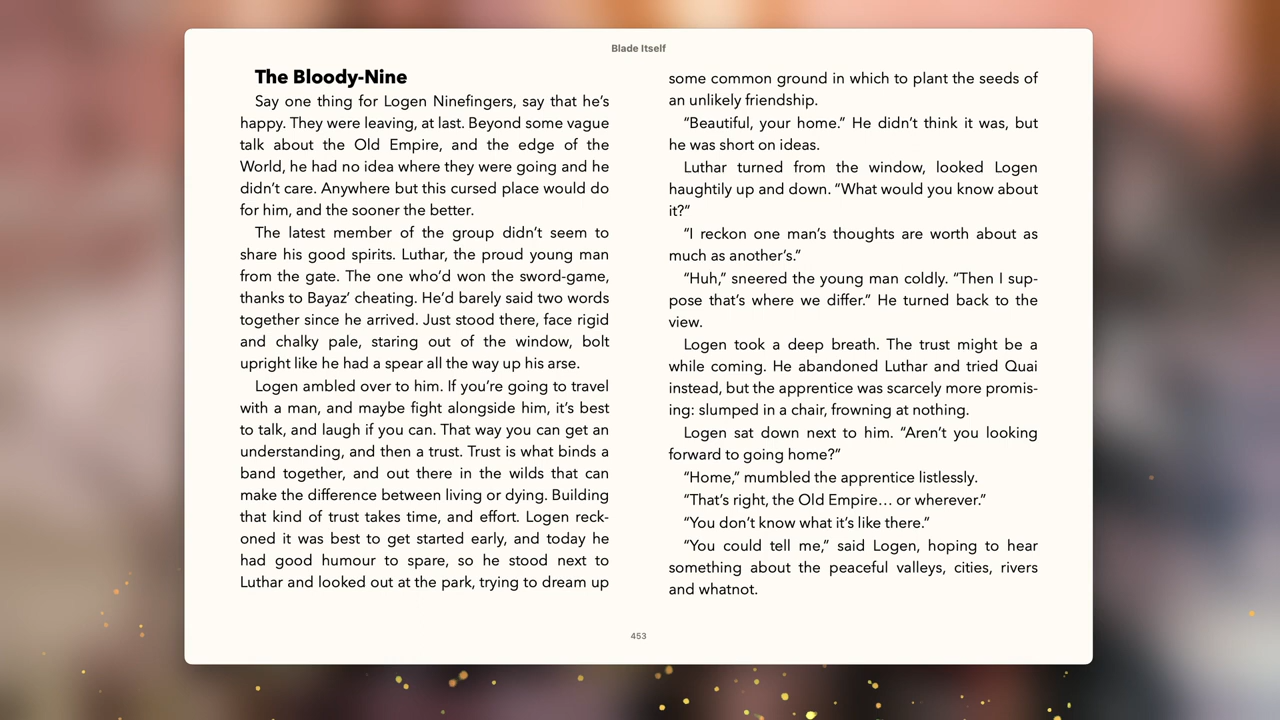 Blade Itself
The Bloody-Nine
Say one thing for Logen Ninefingers, say that he’s
happy. They were leaving, at last. Beyond some vague
talk about the Old Empire, and the edge of the
World, he had no idea where they were going and he
didn’t care. Anywhere but this cursed place would do
for him, and the sooner the better.
The latest member of the group didn’t seem to
share his good spirits. Luthar, the proud young man
from the gate. The one who’d won the sword-game,
thanks to Bayaz’ cheating. He’d barely said two words
together since he arrived. Just stood there, face rigid
and chalky pale, staring out of the window, bolt
upright like he had a spear all the way up his arse.
Logen ambled over to him. If you’re going to travel
with a man, and maybe fight alongside him, it’s best
to talk, and laugh if you can. That way you can get an
understanding, and then a trust. Trust is what binds a
band together, and out there in the wilds that can
make the difference between living or dying. Building
that kind of trust takes time, and effort. Logen reck-
oned it was best to get started early, and today he
had good humour to spare, so he stood next to
Luthar and looked out at the park, trying to dream up
some common ground in which to plant the seeds of
an unlikely friendship.
“Beautiful, your home.” He didn’t think it was, but
he was short on ideas.
Luthar turned from the window, looked Logen
haughtily up and down. “What would you know about
it?”
“I reckon one man’s thoughts are worth about as
much as another’s.”
“Huh,” sneered the young man coldly. “Then I sup-
pose that’s where we differ.” He turned back to the
view.
Logen took a deep breath. The trust might be a
while coming. He abandoned Luthar and tried Quai
instead, but the apprentice was scarcely more promis-
ing: slumped in a chair, frowning at nothing.
Logen sat down next to him. “Aren’t you looking
forward to going home?”
“Home,” mumbled the apprentice listlessly.
“That’s right, the Old Empire… or wherever.”
“You don’t know what it’s like there.”
“You could tell me,” said Logen, hoping to hear
something about the peaceful valleys, cities, rivers
and whatnot.
453